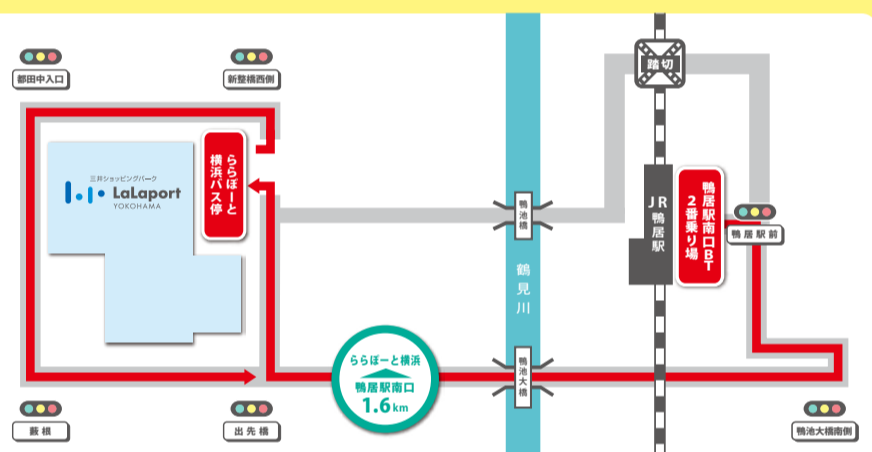 都田中入口
新整橋西側
三井ショッピングパーク
LaLaport
YOKOHAMA
ららぽーと
横浜バス停
踏切
鴨池橋
鶴見川
JR
鴨居駅
鴨居駅南口BT
2番乗り場
鴨居駅前
ららぽーと横浜
鴨居駅南口
1.6km
鴨池大橋
藪根
出先橋
鴨池大橋南側